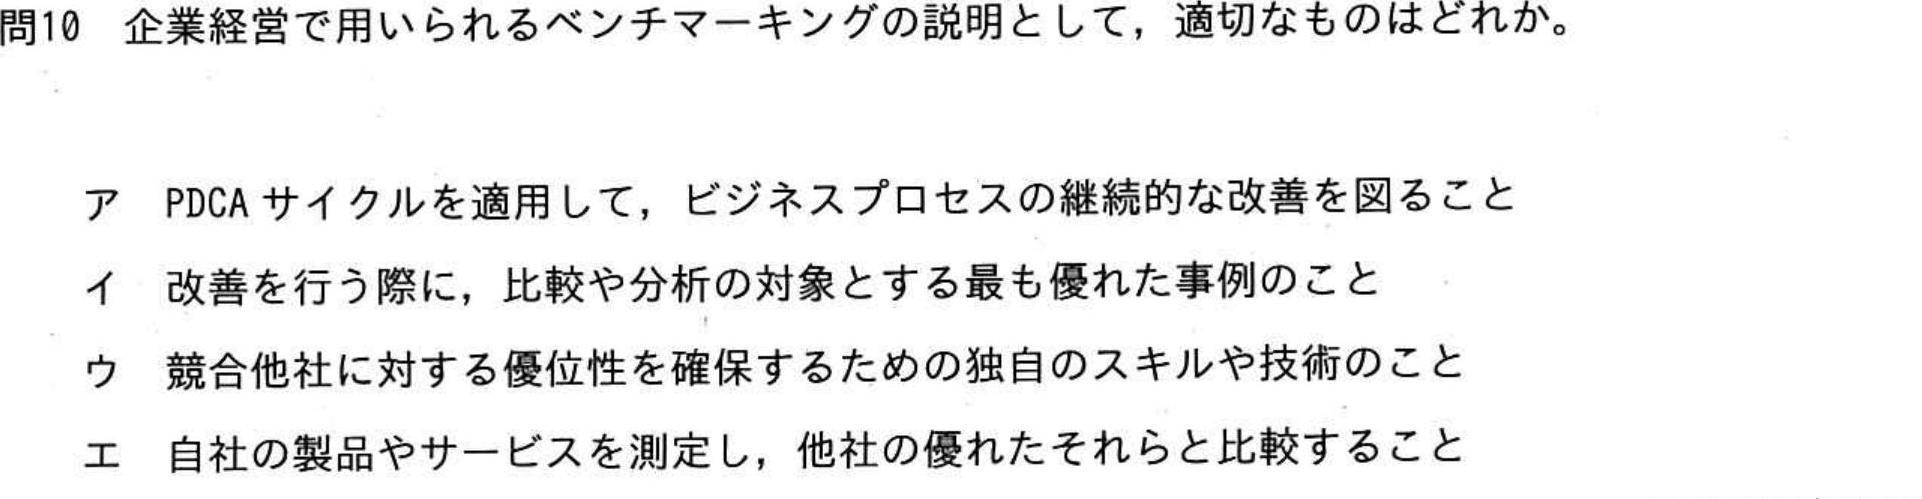 問10 企業経営で用いられるベンチマーキングの説明として，適切なものはどれか。
ア PDCAサイクルを適用して，ビジネスプロセスの継続的な改善を図ること
イ 改善を行う際に，比較や分析の対象とする最も優れた事例のこと
ウ 競合他社に対する優位性を確保するための独自のスキルや技術のこと
エ 自社の製品やサービスを測定し，他社の優れたそれらと比較すること